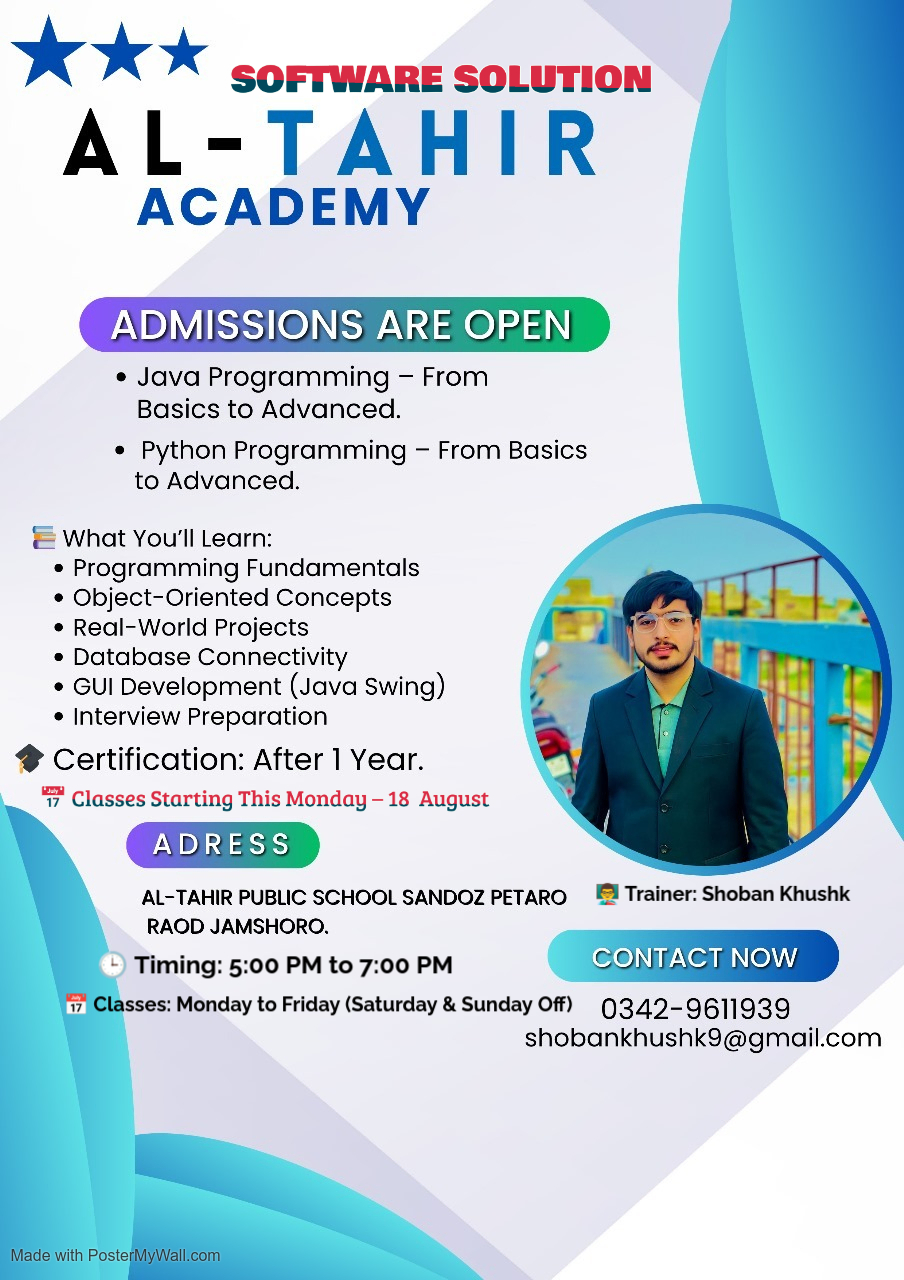 SOFTWARE SOLUTION
AL-TAHIR
ACADEMY
ADMISSIONS ARE OPEN
• Java Programming – From
Basics to Advanced.
• Python Programming – From Basics
to Advanced.
📚 What You’ll Learn:
• Programming Fundamentals
• Object-Oriented Concepts
• Real-World Projects
• Database Connectivity
• GUI Development (Java Swing)
• Interview Preparation
🎓 Certification: After 1 Year.
📅 Classes Starting This Monday – 18 August
ADRESS
AL-TAHIR PUBLIC SCHOOL SANDOZ PETARO
RAOD JAMSHORO.
🕒 Timing: 5:00 PM to 7:00 PM
📅 Classes: Monday to Friday (Saturday & Sunday Off)
👨‍🏫 Trainer: Shoban Khushk
CONTACT NOW
0342-9611939
shobankhushk9@gmail.com
Made with PosterMyWall.com